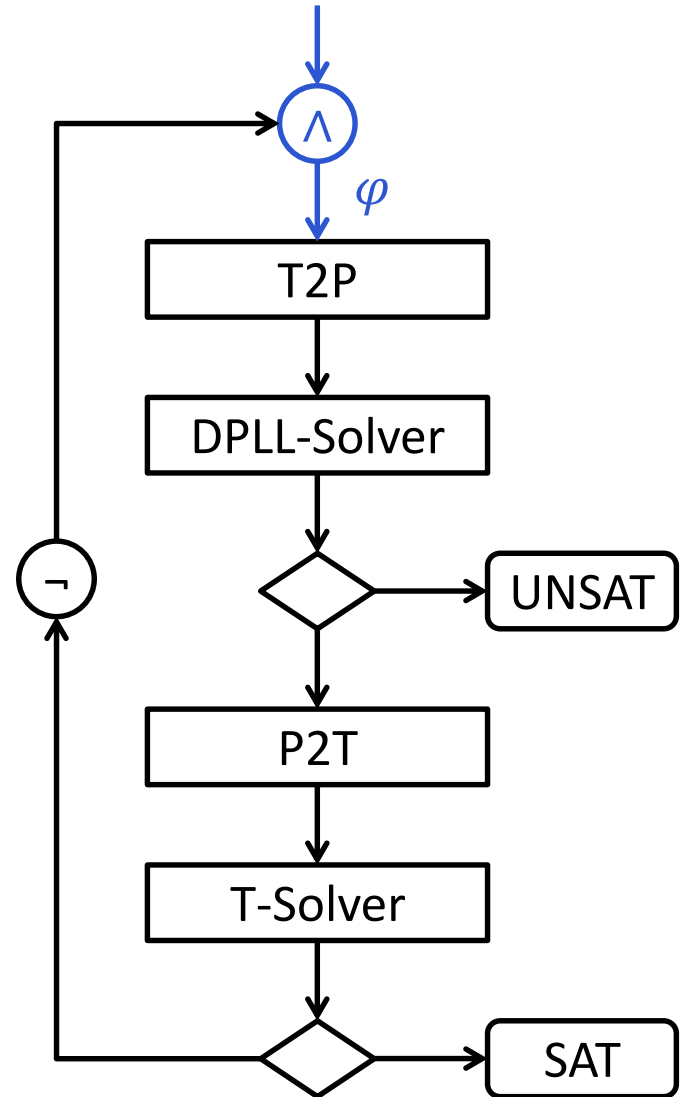 ∧
φ
T2P
DPLL-Solver
¬
UNSAT
P2T
T-Solver
SAT